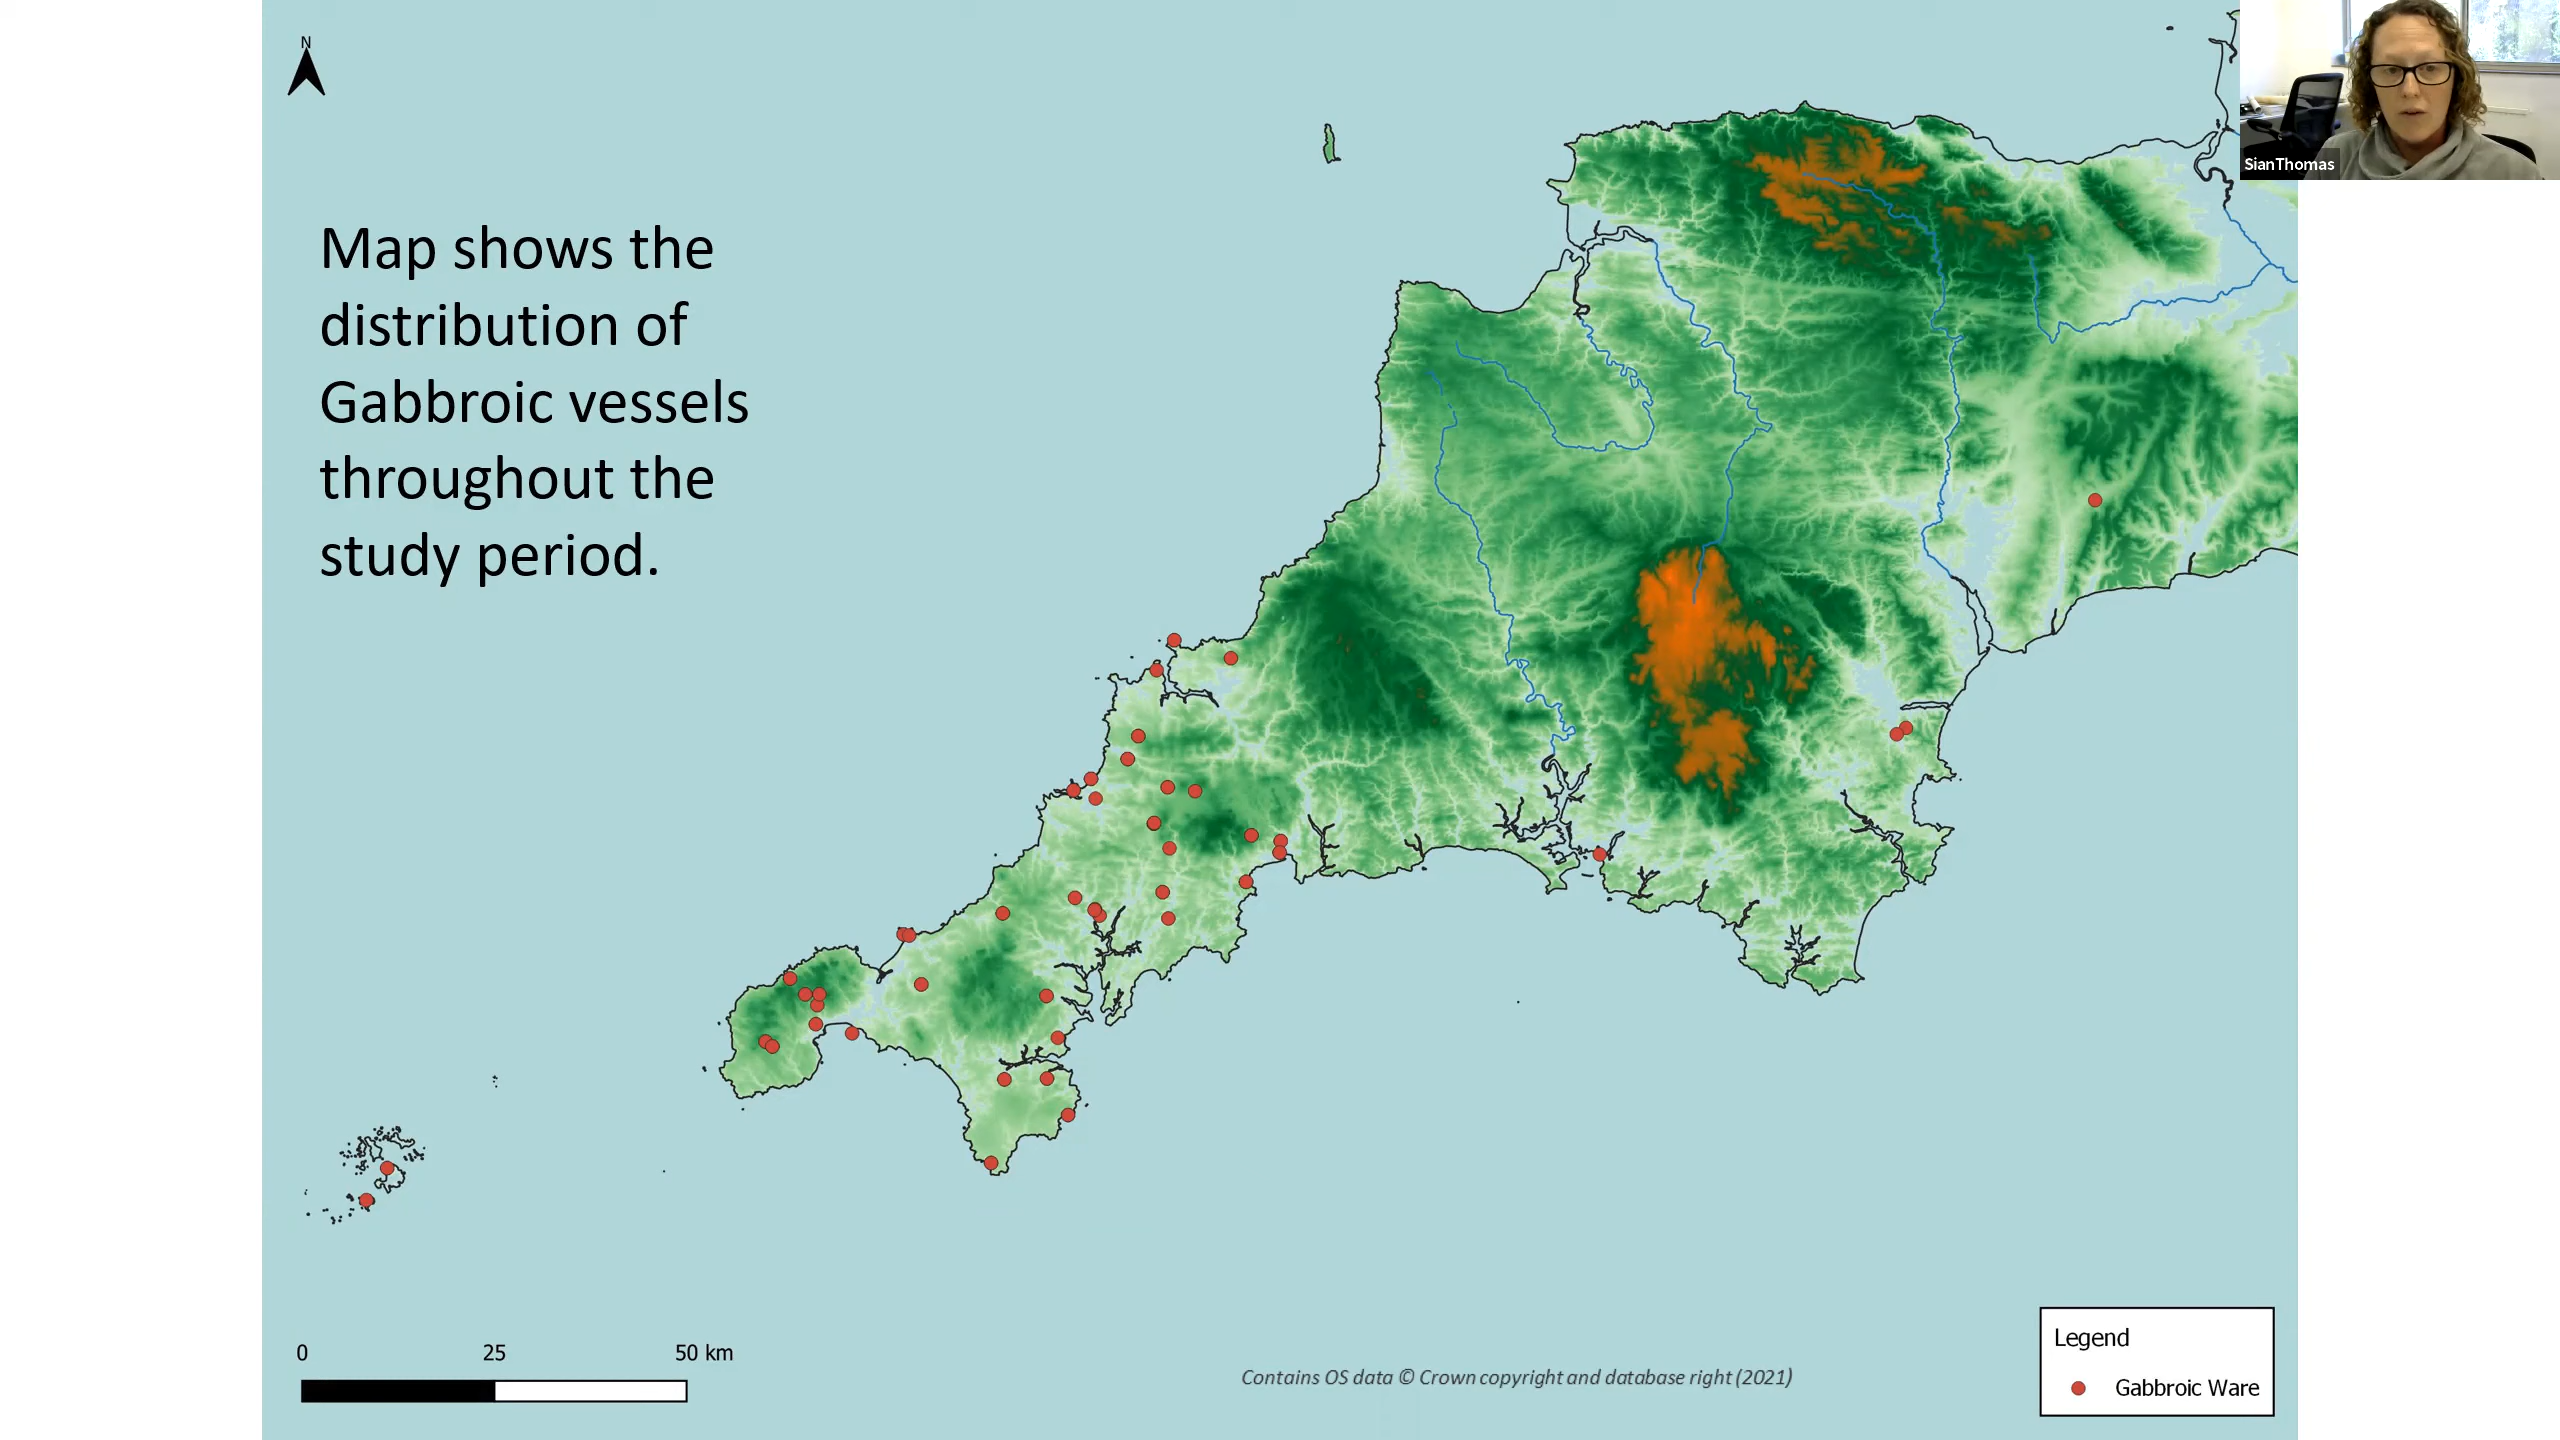 N
SianThomas
Map shows the
distribution of
Gabbroic vessels
throughout the
study period.
0 25 50 km
Contains OS data © Crown copyright and database right (2021)
Legend
Gabbroic Ware